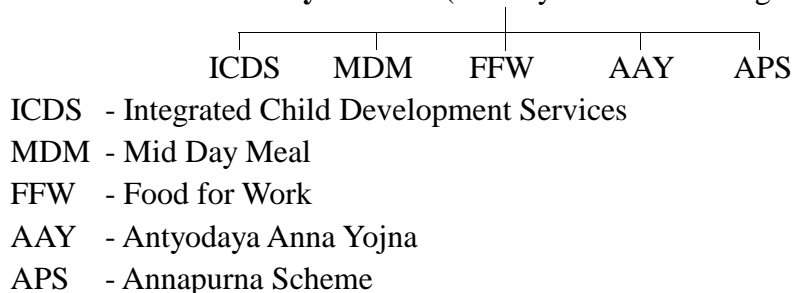 ICDS MDM FFW AAY APS
ICDS - Integrated Child Development Services
MDM - Mid Day Meal
FFW - Food for Work
AAY - Antyodaya Anna Yojna
APS - Annapurna Scheme